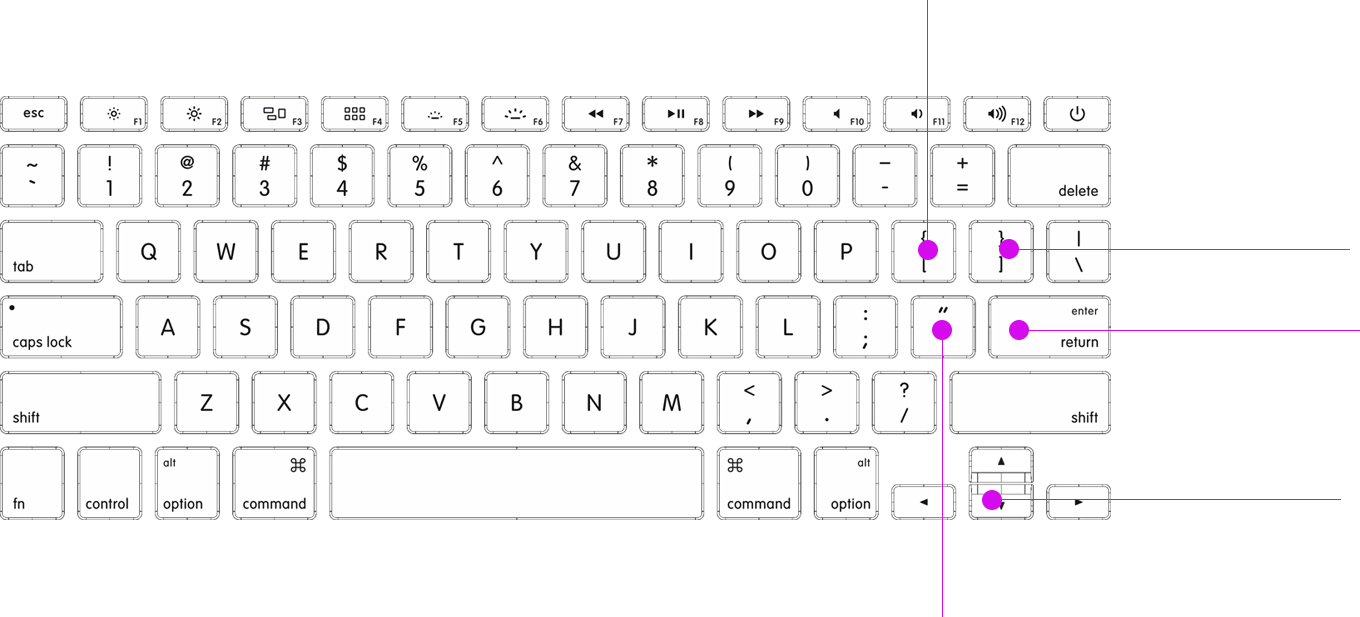 esc F1 F2 F3 F4 F5 F6 F7 F8 F9 F10 F11 F12
~ ! @ # $ % ^ & * ( ) – +
` 1 2 3 4 5 6 7 8 9 0 - = delete
tab Q W E R T Y U I O P { [ } ] | \
caps lock A S D F G H J K L : ; " enter return
shift Z X C V B N M < , > . ? / shift
fn control alt option ⌘ command ⌘ command alt option